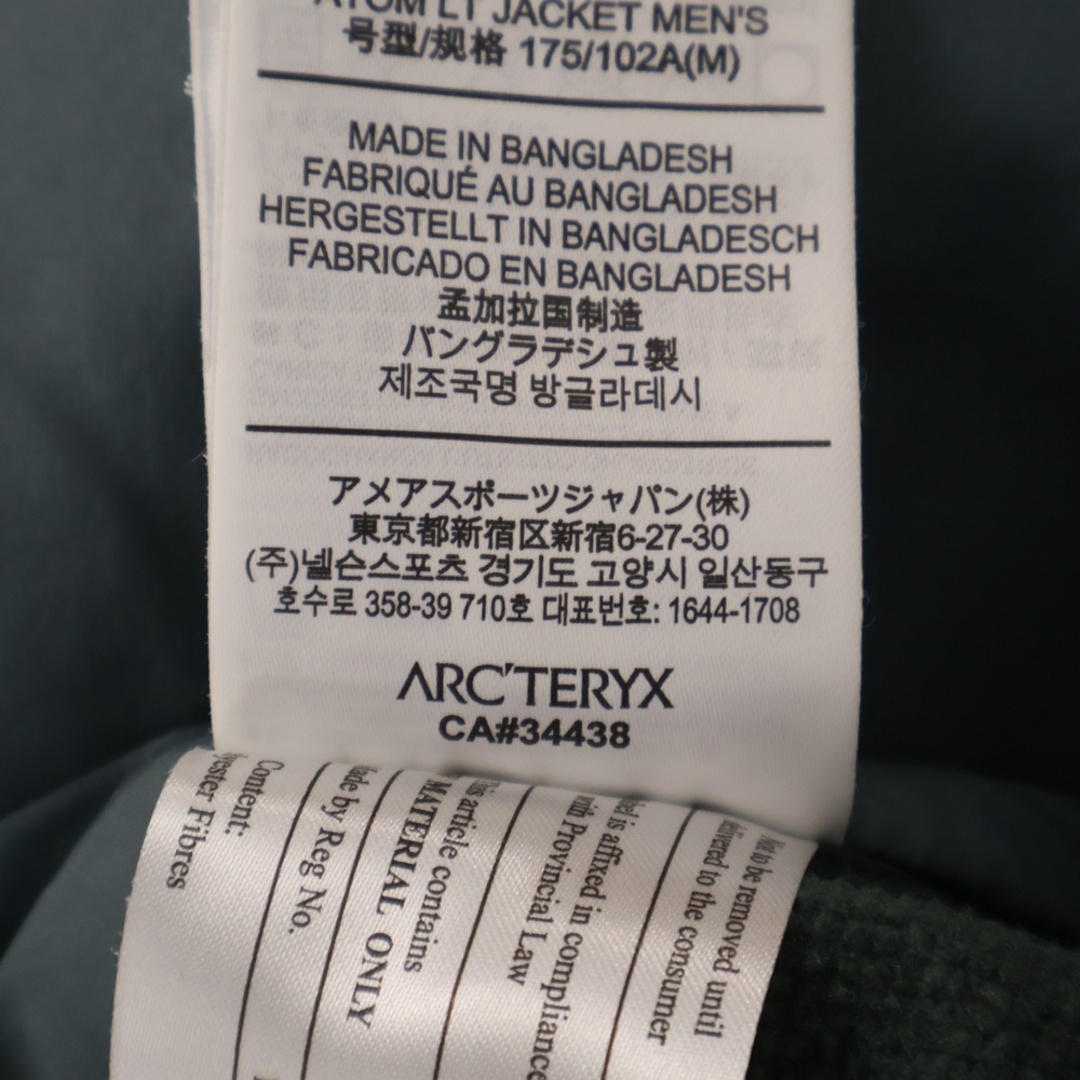 ATOM LT JACKET MEN'S
号型/规格 175/102A(M)
MADE IN BANGLADESH
FABRIQUÉ AU BANGLADESH
HERGESTELLT IN BANGLADESCH
FABRICADO EN BANGLADESH
孟加拉国制造
バングラデシュ製
제조국명 방글라데시
アメアスポーツジャパン(株)
東京都新宿区新宿6-27-30
(주)넬슨스포츠 경기도 고양시 일산동구
호수로 358-39 710호 대표번호: 1644-1708
ARC'TERYX
CA#34438
Not to be removed until
delivered to the consumer
is affixed in compliance
with Provincial Law
This article contains
MATERIAL ONLY
Made by Reg No.
Content:
yester Fibres